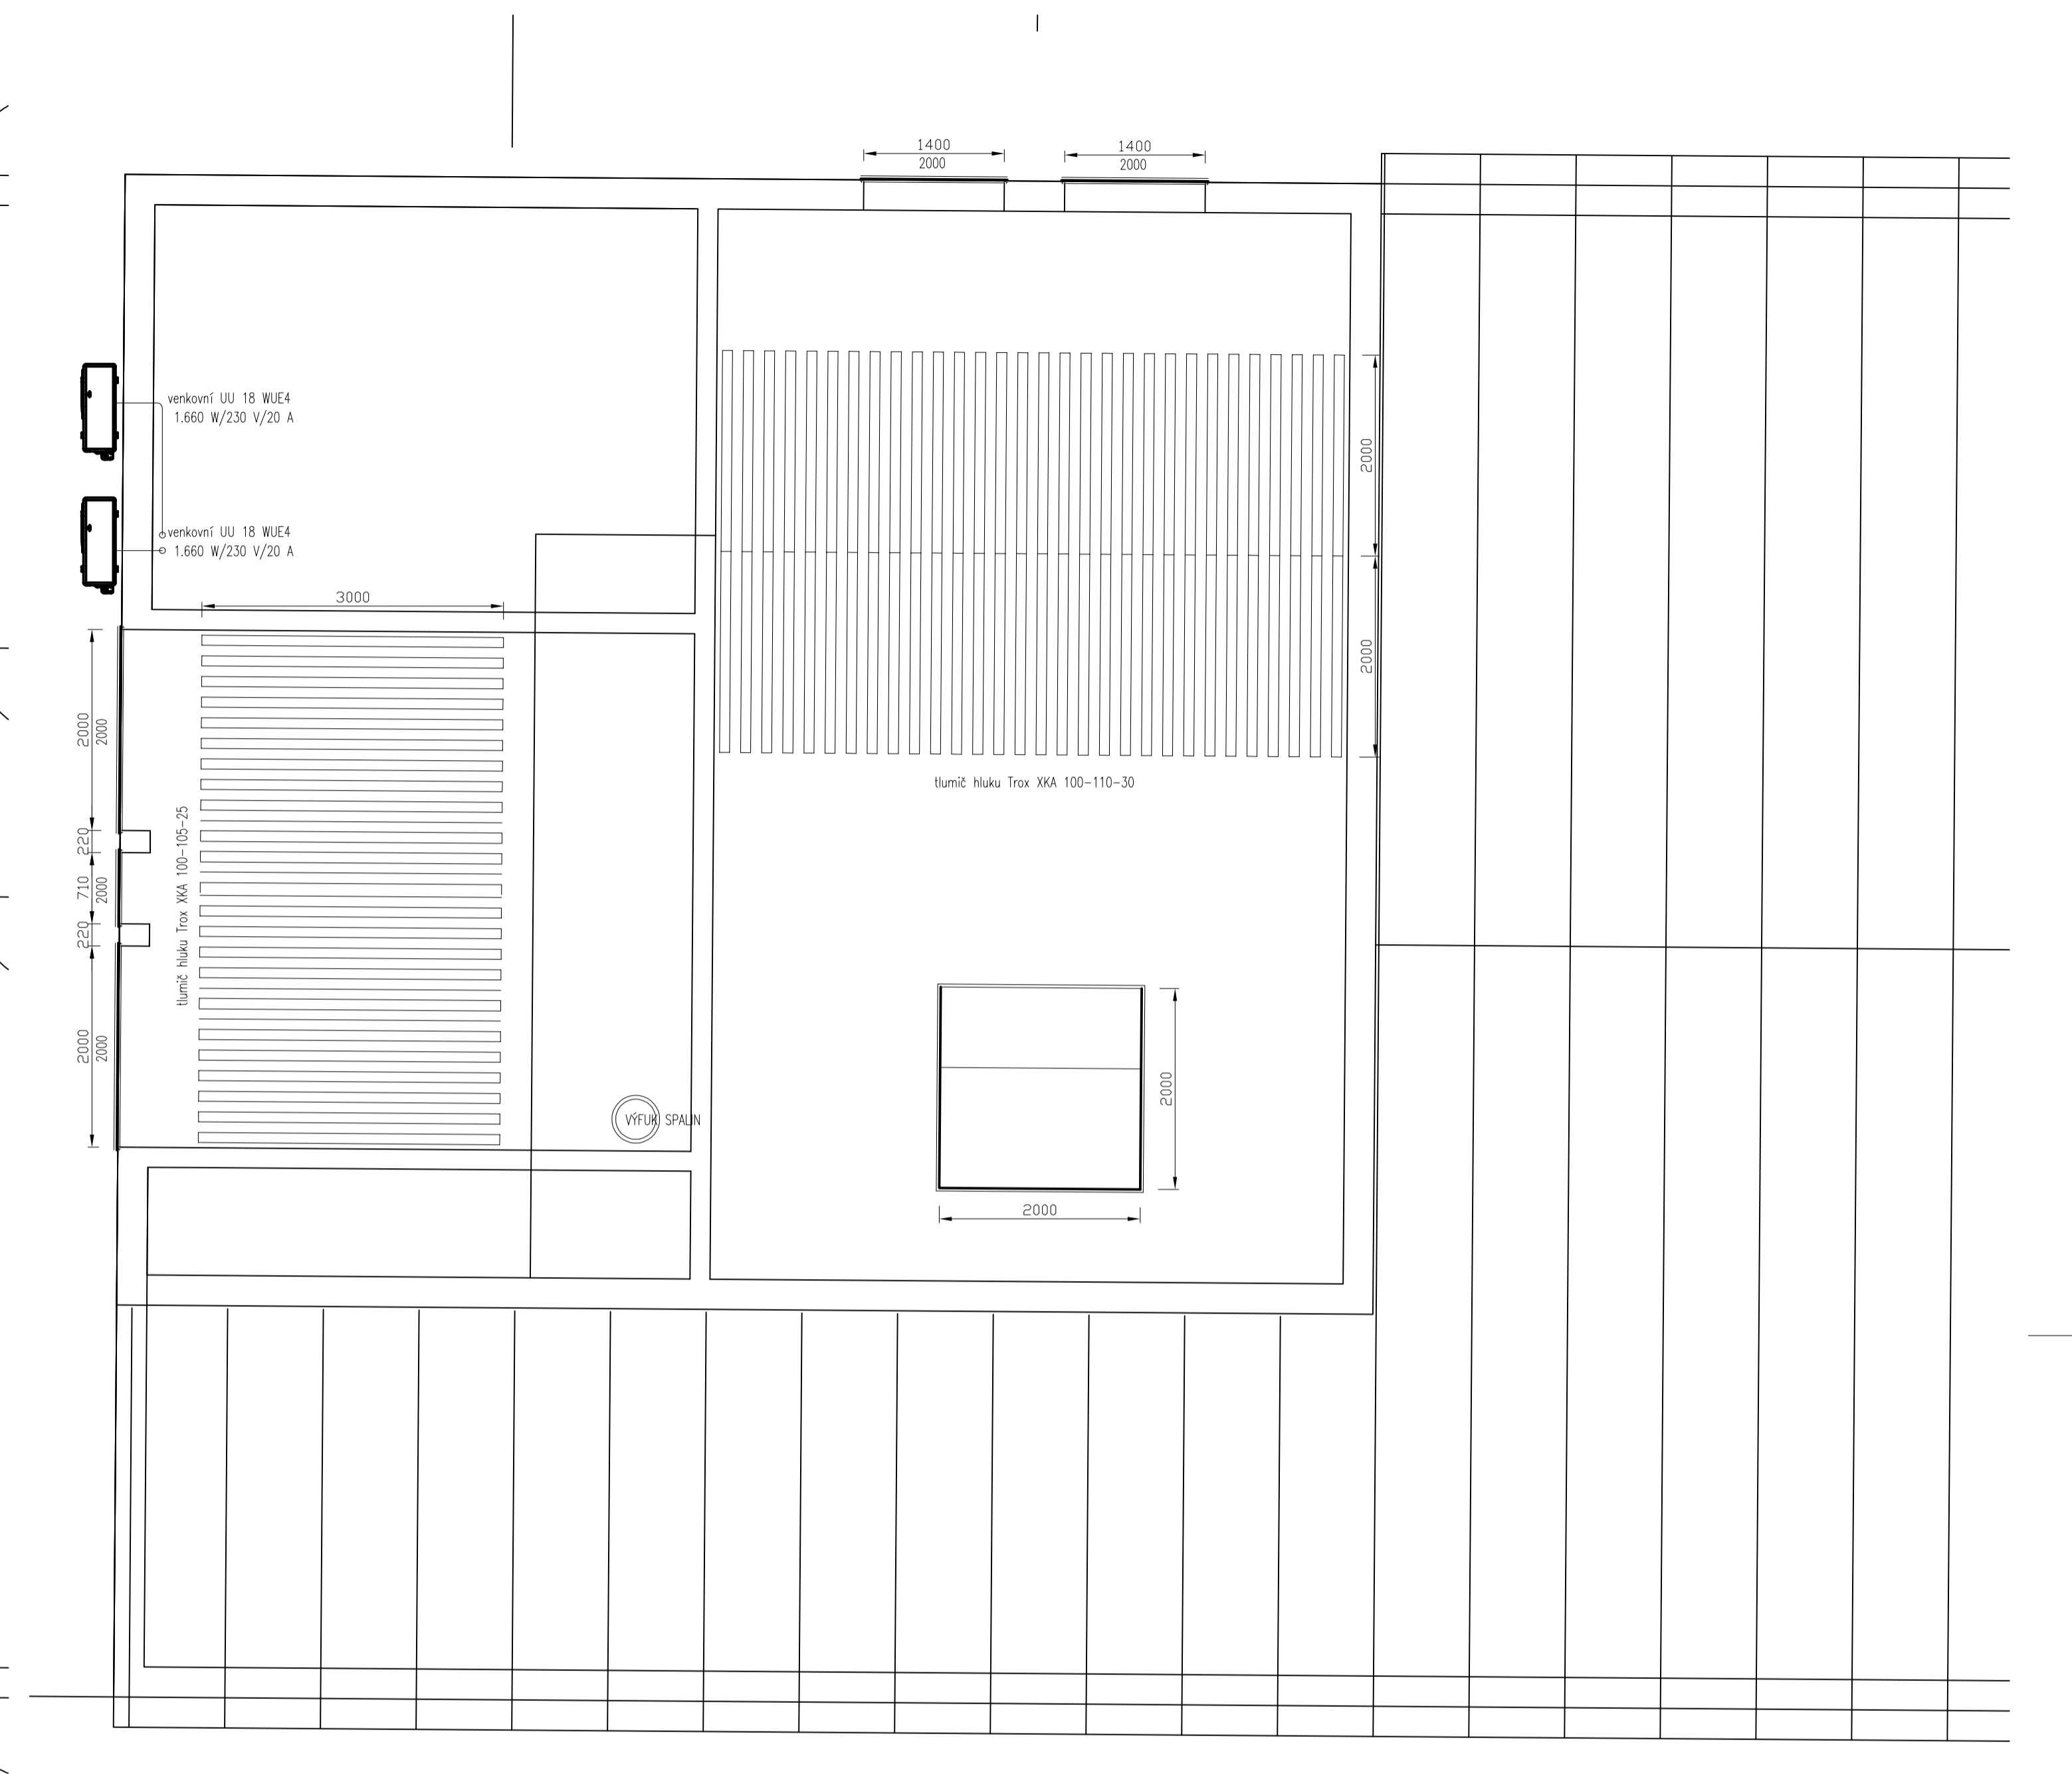 1400
2000
1400
2000
venkovní UU 18 WUE4
1.660 W/230 V/20 A
venkovní UU 18 WUE4
1.660 W/230 V/20 A
3000
2000
2000
2000
2000
220
710
2000
220
2000
2000
tlumič hluku Trox XKA 100-105-25
tlumič hluku Trox XKA 100-110-30
VÝFUK SPALIN
2000
2000